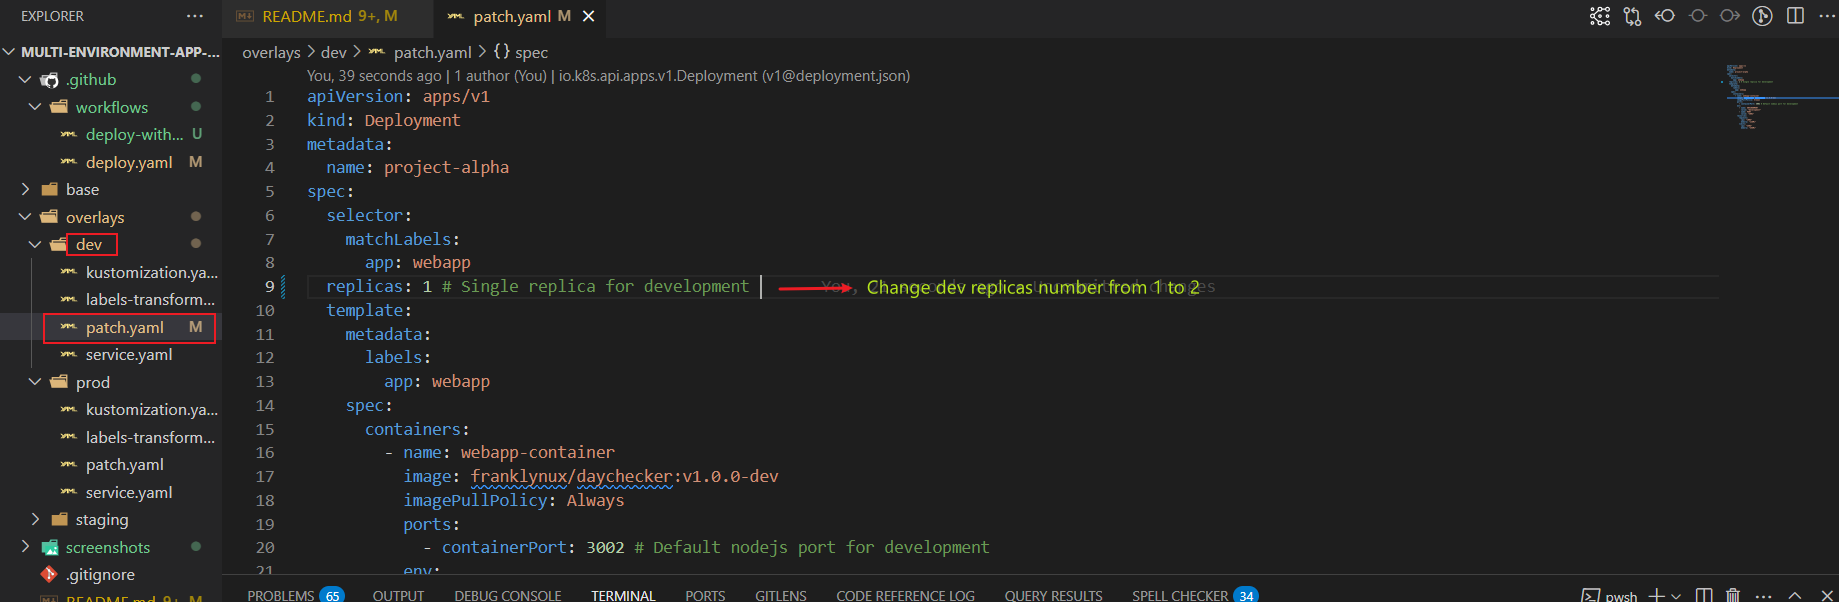 EXPLORER ···
README.md 9+, M
patch.yaml M
MULTI-ENVIRONMENT-APP-...
.github
workflows
deploy-with... U
deploy.yaml M
base
overlays
dev
kustomization.ya...
labels-transform...
patch.yaml M
service.yaml
prod
kustomization.ya...
labels-transform...
patch.yaml
service.yaml
staging
screenshots
.gitignore
README.md 9+ M
overlays > dev > patch.yaml > {} spec
You, 39 seconds ago | 1 author (You) | io.k8s.api.apps.v1.Deployment (v1@deployment.json)
1 apiVersion: apps/v1
2 kind: Deployment
3 metadata:
4 name: project-alpha
5 spec:
6 selector:
7 matchLabels:
8 app: webapp
9 replicas: 1 # Single replica for development Change dev replicas number from 1 to 2
10 template:
11 metadata:
12 labels:
13 app: webapp
14 spec:
15 containers:
16 - name: webapp-container
17 image: franklynux/daychecker:v1.0.0-dev
18 imagePullPolicy: Always
19 ports:
20 - containerPort: 3002 # Default nodejs port for development
21 env:
PROBLEMS 65 OUTPUT DEBUG CONSOLE TERMINAL PORTS GITLENS CODE REFERENCE LOG QUERY RESULTS SPELL CHECKER 34 pwsh